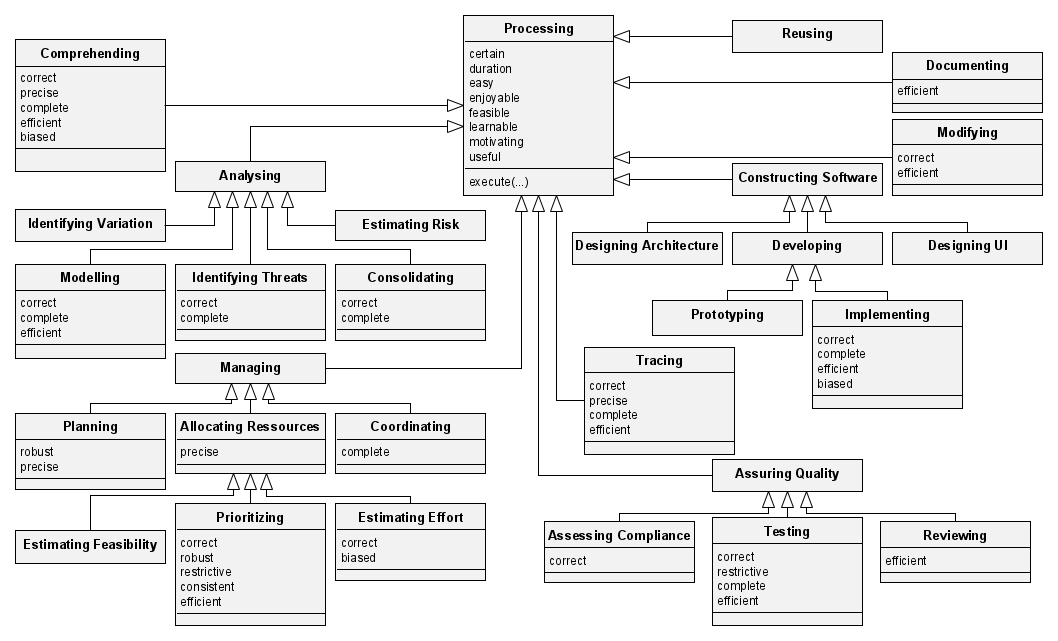 Processing
certain
duration
easy
enjoyable
feasible
learnable
motivating
useful
execute(...)
Reusing
Comprehending
correct
precise
complete
efficient
biased
Documenting
efficient
Modifying
correct
efficient
Analysing
Constructing Software
Identifying Variation
Estimating Risk
Designing Architecture
Developing
Designing UI
Modelling
correct
complete
efficient
Identifying Threats
correct
complete
Consolidating
correct
complete
Prototyping
Implementing
correct
complete
efficient
biased
Managing
Tracing
correct
precise
complete
efficient
Planning
robust
precise
Allocating Ressources
precise
Coordinating
complete
Assuring Quality
Estimating Feasibility
Prioritizing
correct
robust
restrictive
consistent
efficient
Estimating Effort
correct
biased
Assessing Compliance
correct
Testing
correct
restrictive
complete
efficient
Reviewing
efficient